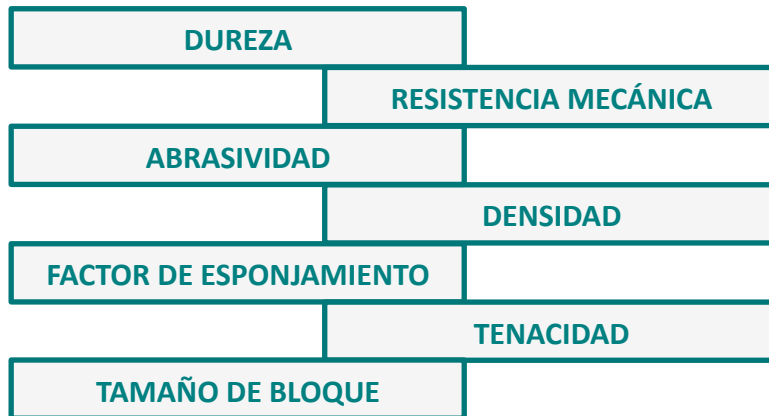 DUREZA
RESISTENCIA MECÁNICA
ABRASIVIDAD
DENSIDAD
FACTOR DE ESPONJAMIENTO
TENACIDAD
TAMAÑO DE BLOQUE